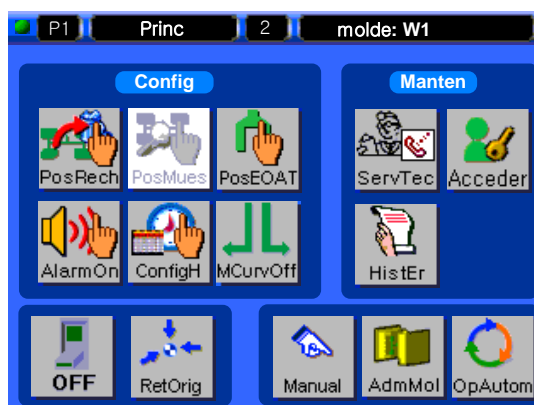 P1 Princ 2 molde: W1
Config Manten
PosRech PosMues PosEOAT ServTec Acceder
AlarmOn ConfigH MCurvOff HistEr
OFF RetOrig Manual AdmMol OpAutom